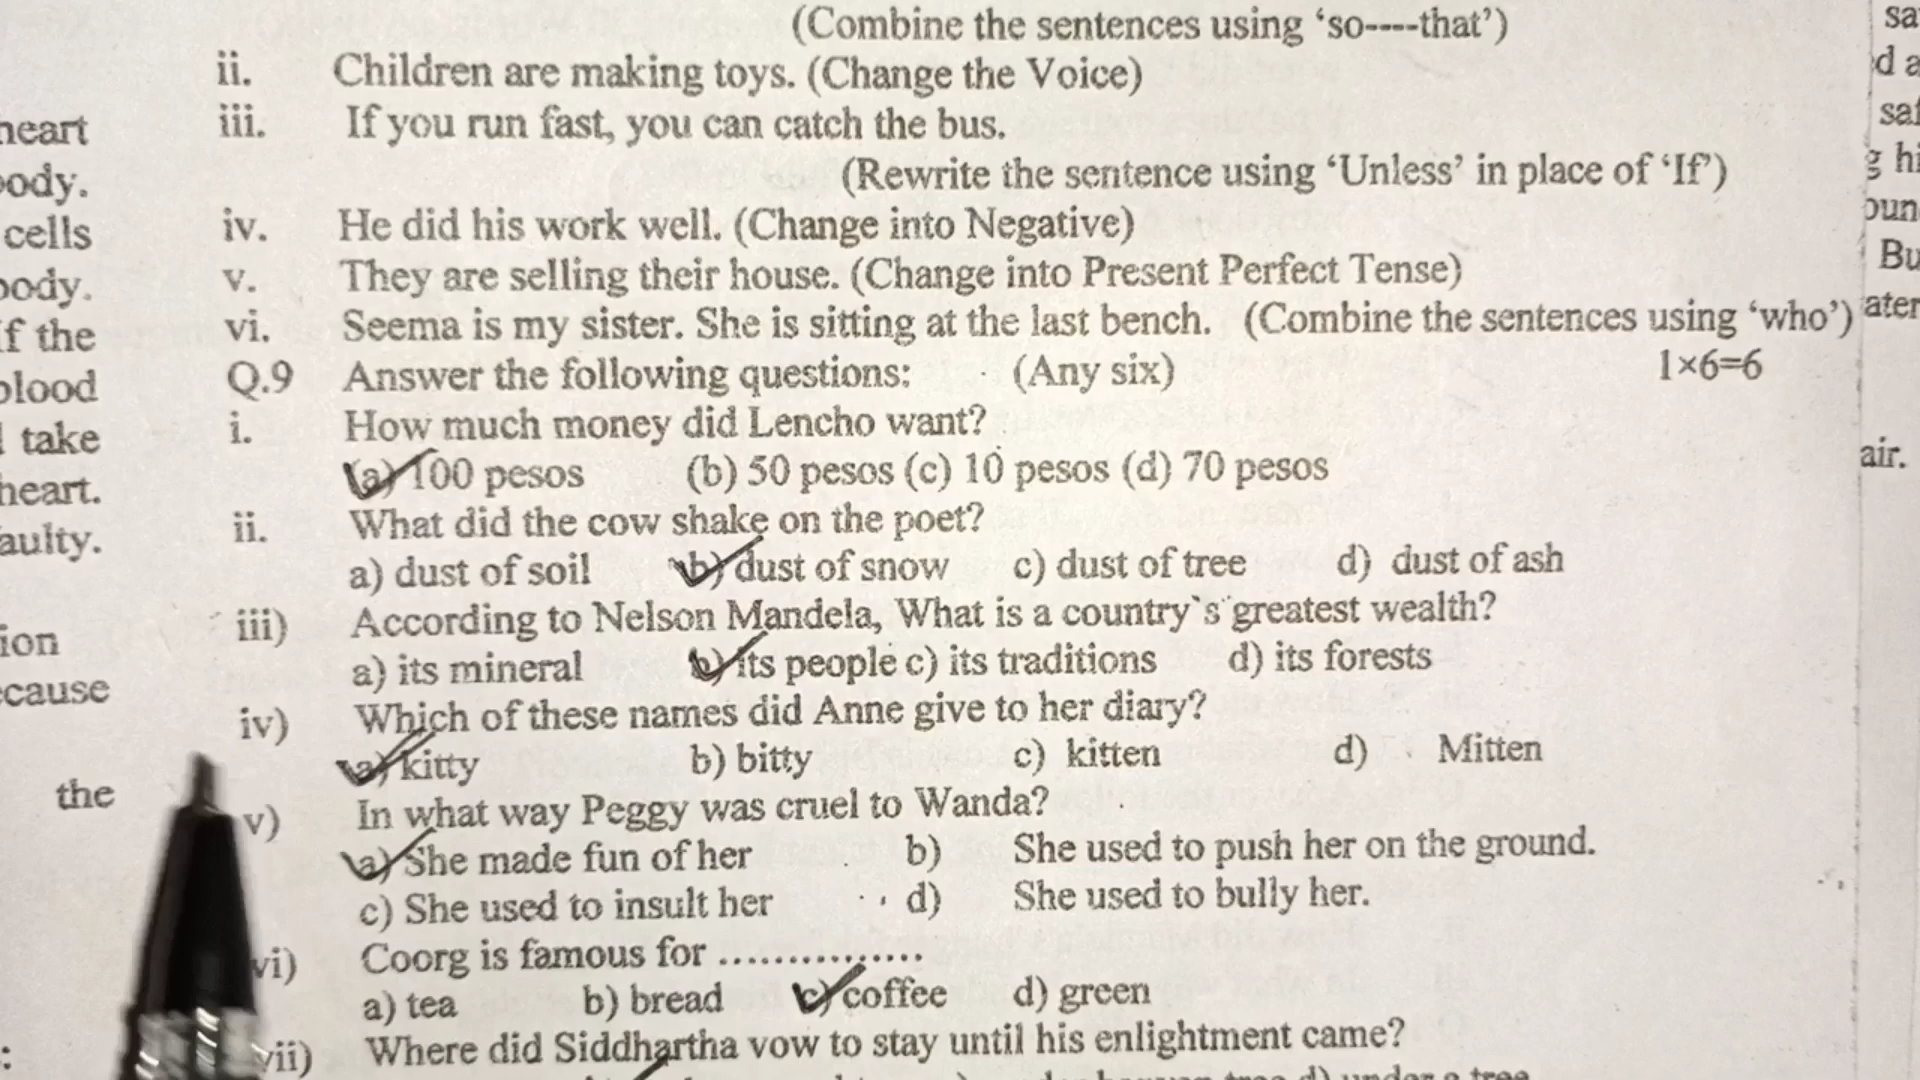 (Combine the sentences using ‘so----that’)
ii. Children are making toys. (Change the Voice)
iii. If you run fast, you can catch the bus.
(Rewrite the sentence using ‘Unless’ in place of ‘If’)
iv. He did his work well. (Change into Negative)
v. They are selling their house. (Change into Present Perfect Tense)
vi. Seema is my sister. She is sitting at the last bench. (Combine the sentences using ‘who’)
Q.9 Answer the following questions: (Any six) 1×6=6
i. How much money did Lencho want?
(a) 100 pesos (b) 50 pesos (c) 10 pesos (d) 70 pesos
ii. What did the cow shake on the poet?
a) dust of soil b) dust of snow c) dust of tree d) dust of ash
iii) According to Nelson Mandela, What is a country`s greatest wealth?
a) its mineral b) its people c) its traditions d) its forests
iv) Which of these names did Anne give to her diary?
a) kitty b) bitty c) kitten d) Mitten
v) In what way Peggy was cruel to Wanda?
a) She made fun of her b) She used to push her on the ground.
c) She used to insult her d) She used to bully her.
vi) Coorg is famous for ................
a) tea b) bread c) coffee d) green
vii) Where did Siddhartha vow to stay until his enlightment came?
heart
body.
cells
body.
if the
blood
take
heart.
faulty.
ion
cause
the
air.